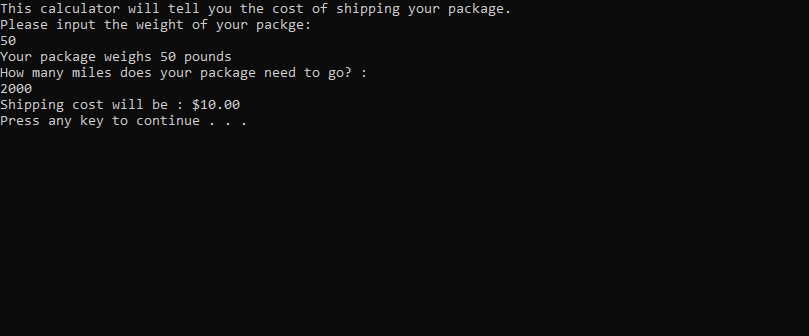 This calculator will tell you the cost of shipping your package.
Please input the weight of your packge:
50
Your package weighs 50 pounds
How many miles does your package need to go? :
2000
Shipping cost will be : $10.00
Press any key to continue . . .